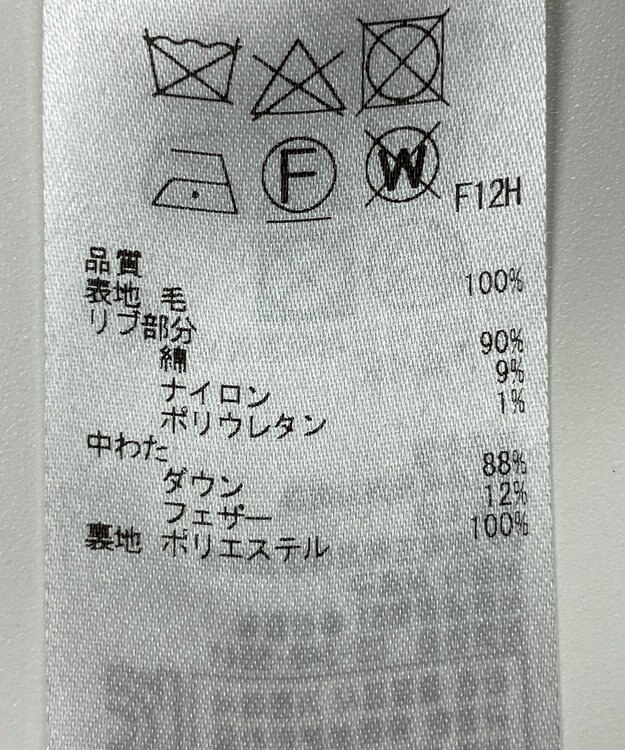 F W F12H
品質
表地 毛 100%
リブ部分
綿 90%
ナイロン 9%
ポリウレタン 1%
中わた
ダウン 88%
フェザー 12%
裏地 ポリエステル 100%